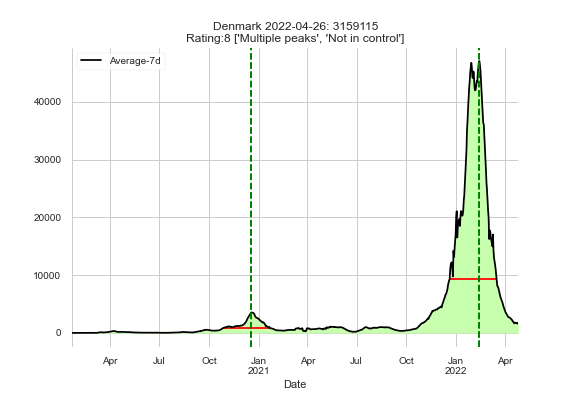 Denmark 2022-04-26: 3159115
Rating:8 ['Multiple peaks', 'Not in control']
Average-7d
40000
30000
20000
10000
0
Apr Jul Oct Jan Apr Jul Oct Jan Apr
2021 2022
Date